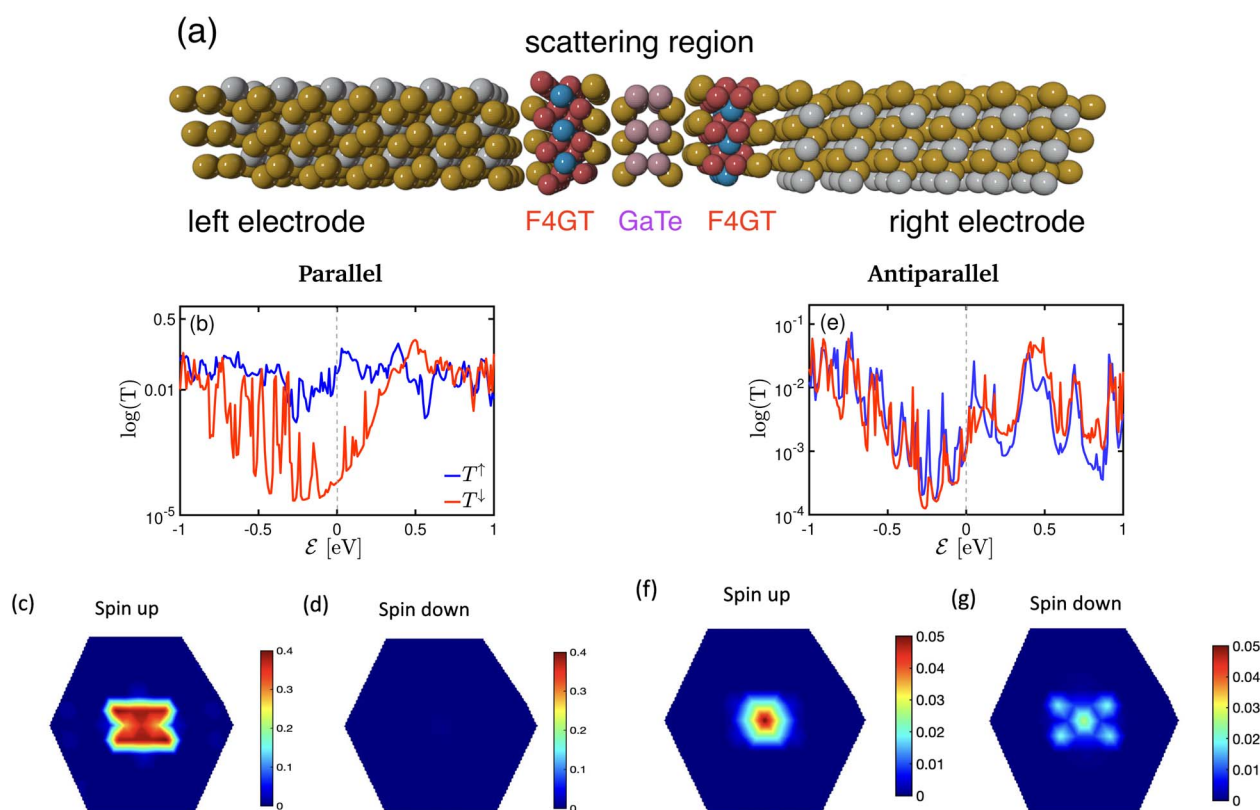 (a)
scattering region
left electrode
F4GT
GaTe
F4GT
right electrode
Parallel
Antiparallel
(b)
log(T)
0.5
0.01
10⁻⁵
T↑
T↓
-1
-0.5
0
0.5
1
ℰ [eV]
(e)
log(T)
10⁻¹
10⁻²
10⁻³
10⁻⁴
-1
-0.5
0
0.5
1
ℰ [eV]
(c)
Spin up
0.4
0.3
0.2
0.1
0
(d)
Spin down
0.4
0.3
0.2
0.1
0
(f)
Spin up
0.05
0.04
0.03
0.02
0.01
0
(g)
Spin down
0.05
0.04
0.03
0.02
0.01
0